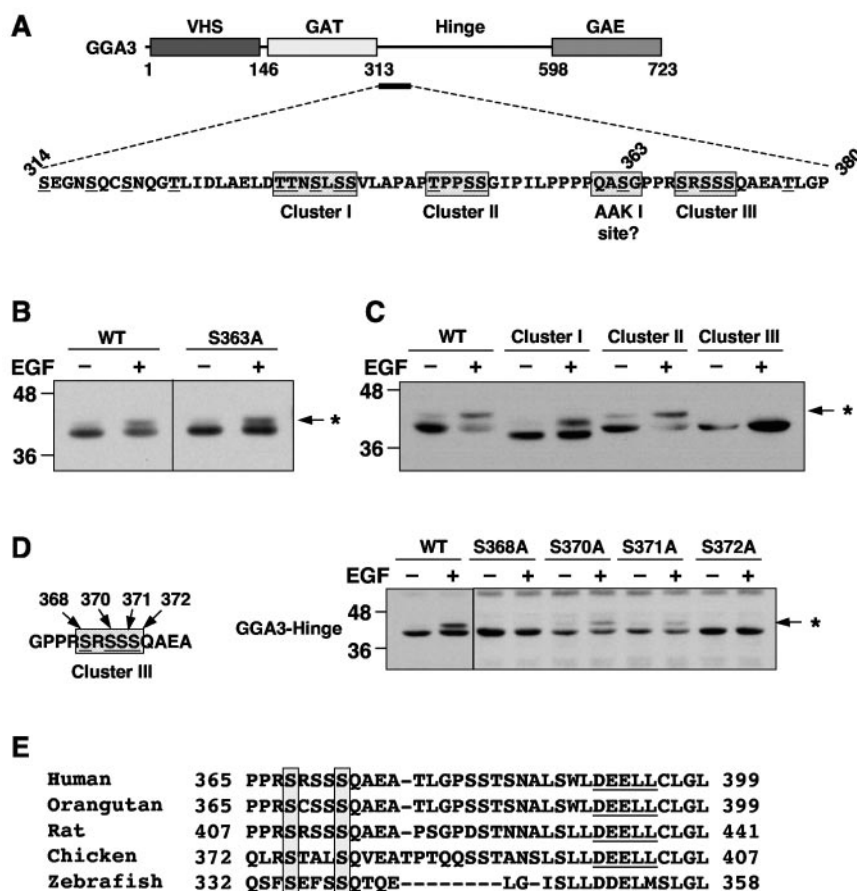 A
VHS GAT Hinge GAE
GGA3
1 146 313 598 723
314 363 380
SEGNSQCSNQGTLIDLAELDTTNSLSSVLAPAPTPPSSGIPILPPPPQASGPPRSRSSSQAEATLGP
Cluster I Cluster II AAK I site? Cluster III
B
WT S363A
EGF − + − +
48
36
*
C
WT Cluster I Cluster II Cluster III
EGF − + − + − + − +
48
36
*
D
368 370 371 372
GPPRSRSSSQAEA
Cluster III
WT S368A S370A S371A S372A
EGF − + − + − + − + − +
GGA3-Hinge
48
36
*
E
Human 365 PPRSRSSSQAEA-TLGPSSTSNALSWLDEELLCLGL 399
Orangutan 365 PPRSCSSSQAEA-TLGPSSTSNALSWLDEELLCLGL 399
Rat 407 PPRSRSSSQAEA-PSGPDSTNNALSLLDEELLCLGL 441
Chicken 372 QLRSTALSQVEATPTQQSSTANSLSLLDEELLCLGL 407
Zebrafish 332 QSFSEFSSQTQE--------LG-ISLLDDELMSLGL 358